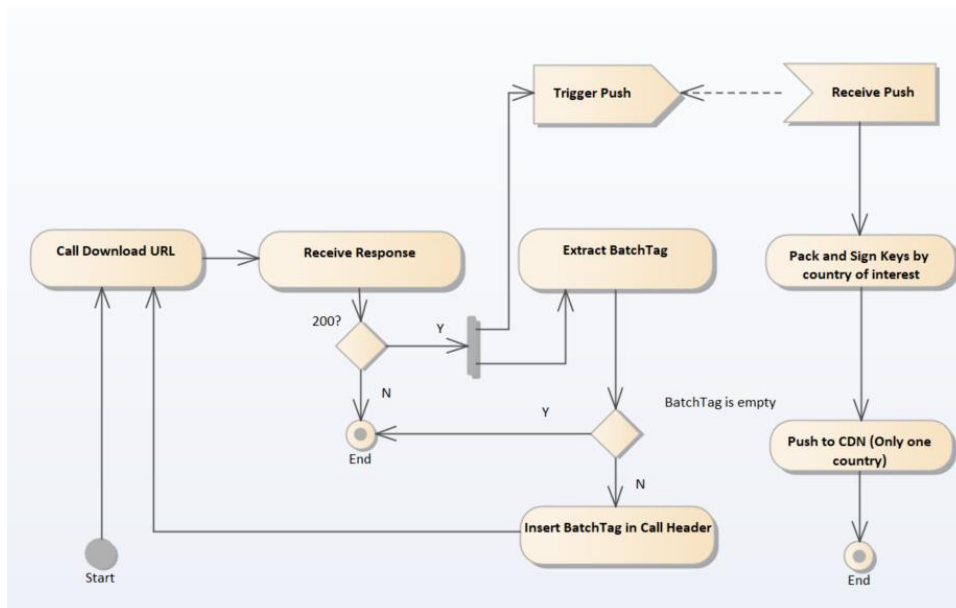 Trigger Push
Receive Push
Call Download URL
Receive Response
Extract BatchTag
Pack and Sign Keys by
country of interest
200?
Y
N
BatchTag is empty
Y
End
Push to CDN (Only one
country)
N
Insert BatchTag in Call Header
Start
End